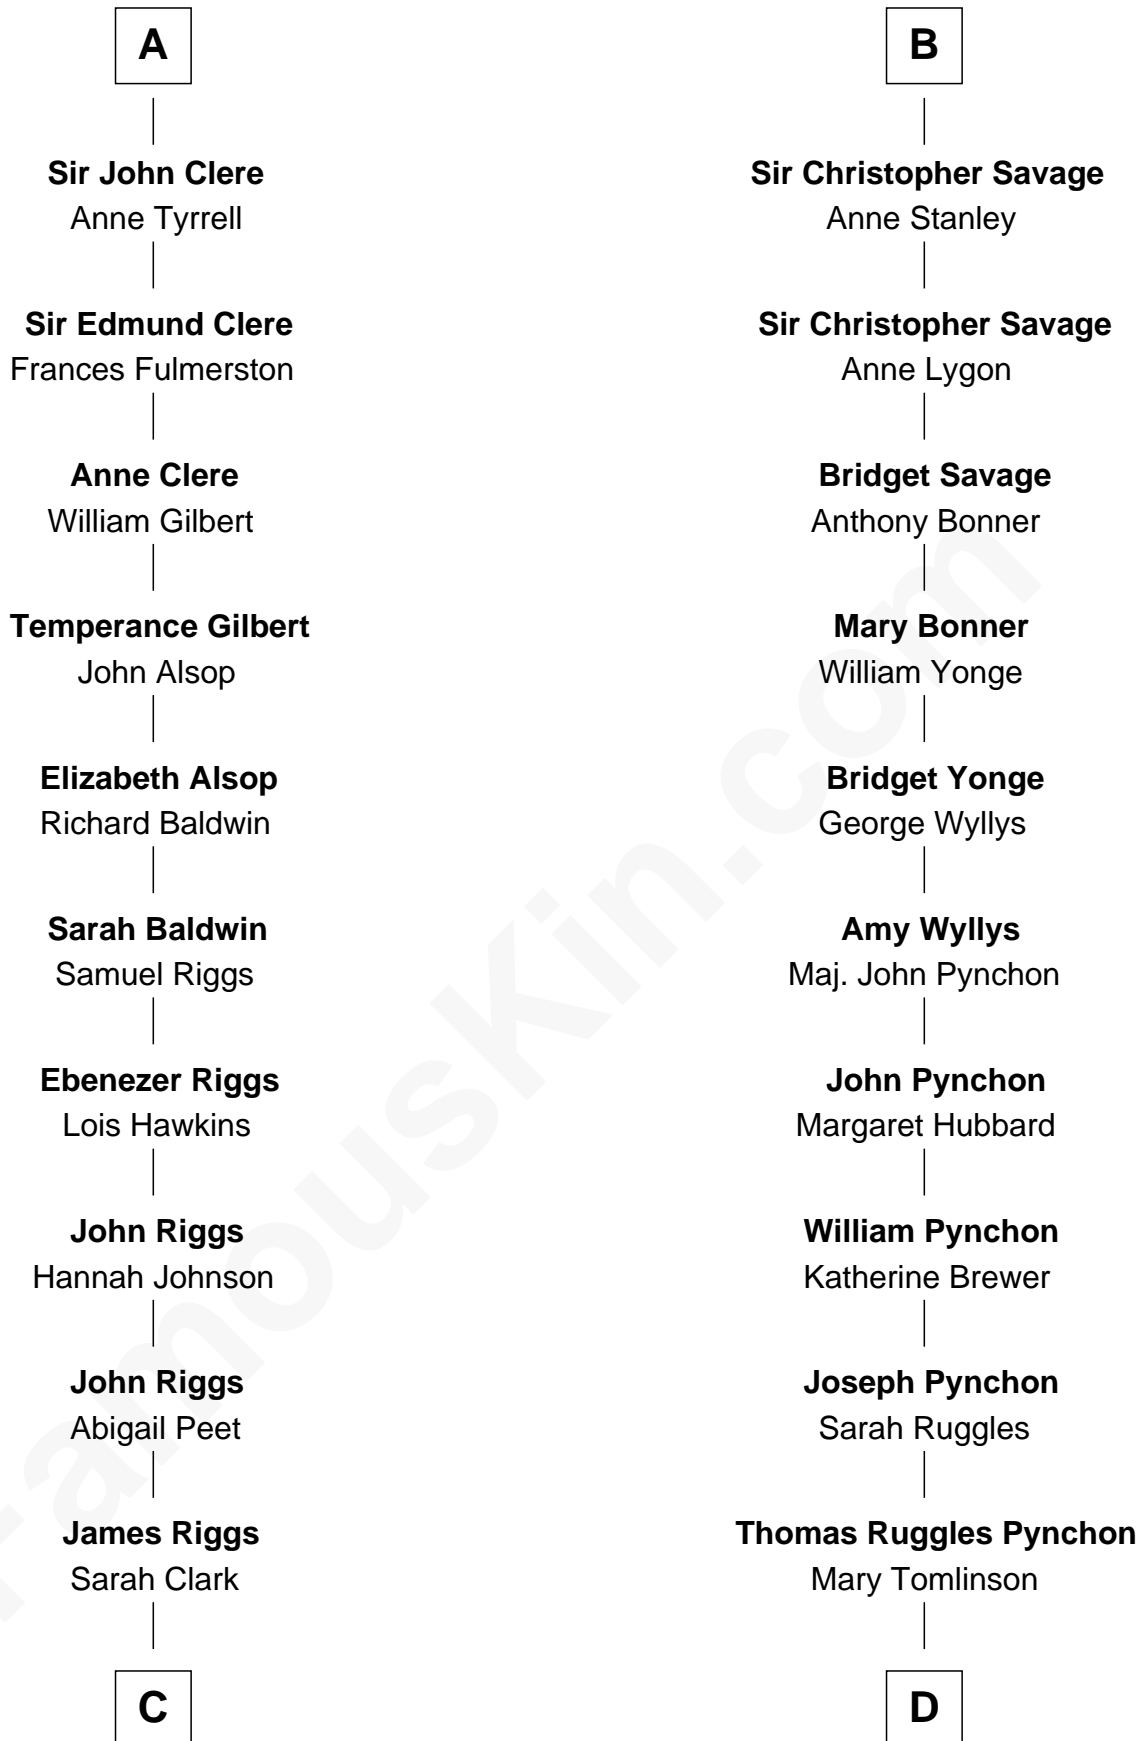 A
Sir John Clere
Anne Tyrrell
Sir Edmund Clere
Frances Fulmerston
Anne Clere
William Gilbert
Temperance Gilbert
John Alsop
Elizabeth Alsop
Richard Baldwin
Sarah Baldwin
Samuel Riggs
Ebenezer Riggs
Lois Hawkins
John Riggs
Hannah Johnson
John Riggs
Abigail Peet
James Riggs
Sarah Clark
C
B
Sir Christopher Savage
Anne Stanley
Sir Christopher Savage
Anne Lygon
Bridget Savage
Anthony Bonner
Mary Bonner
William Yonge
Bridget Yonge
George Wyllys
Amy Wyllys
Maj. John Pynchon
John Pynchon
Margaret Hubbard
William Pynchon
Katherine Brewer
Joseph Pynchon
Sarah Ruggles
Thomas Ruggles Pynchon
Mary Tomlinson
D
FamousKin.com